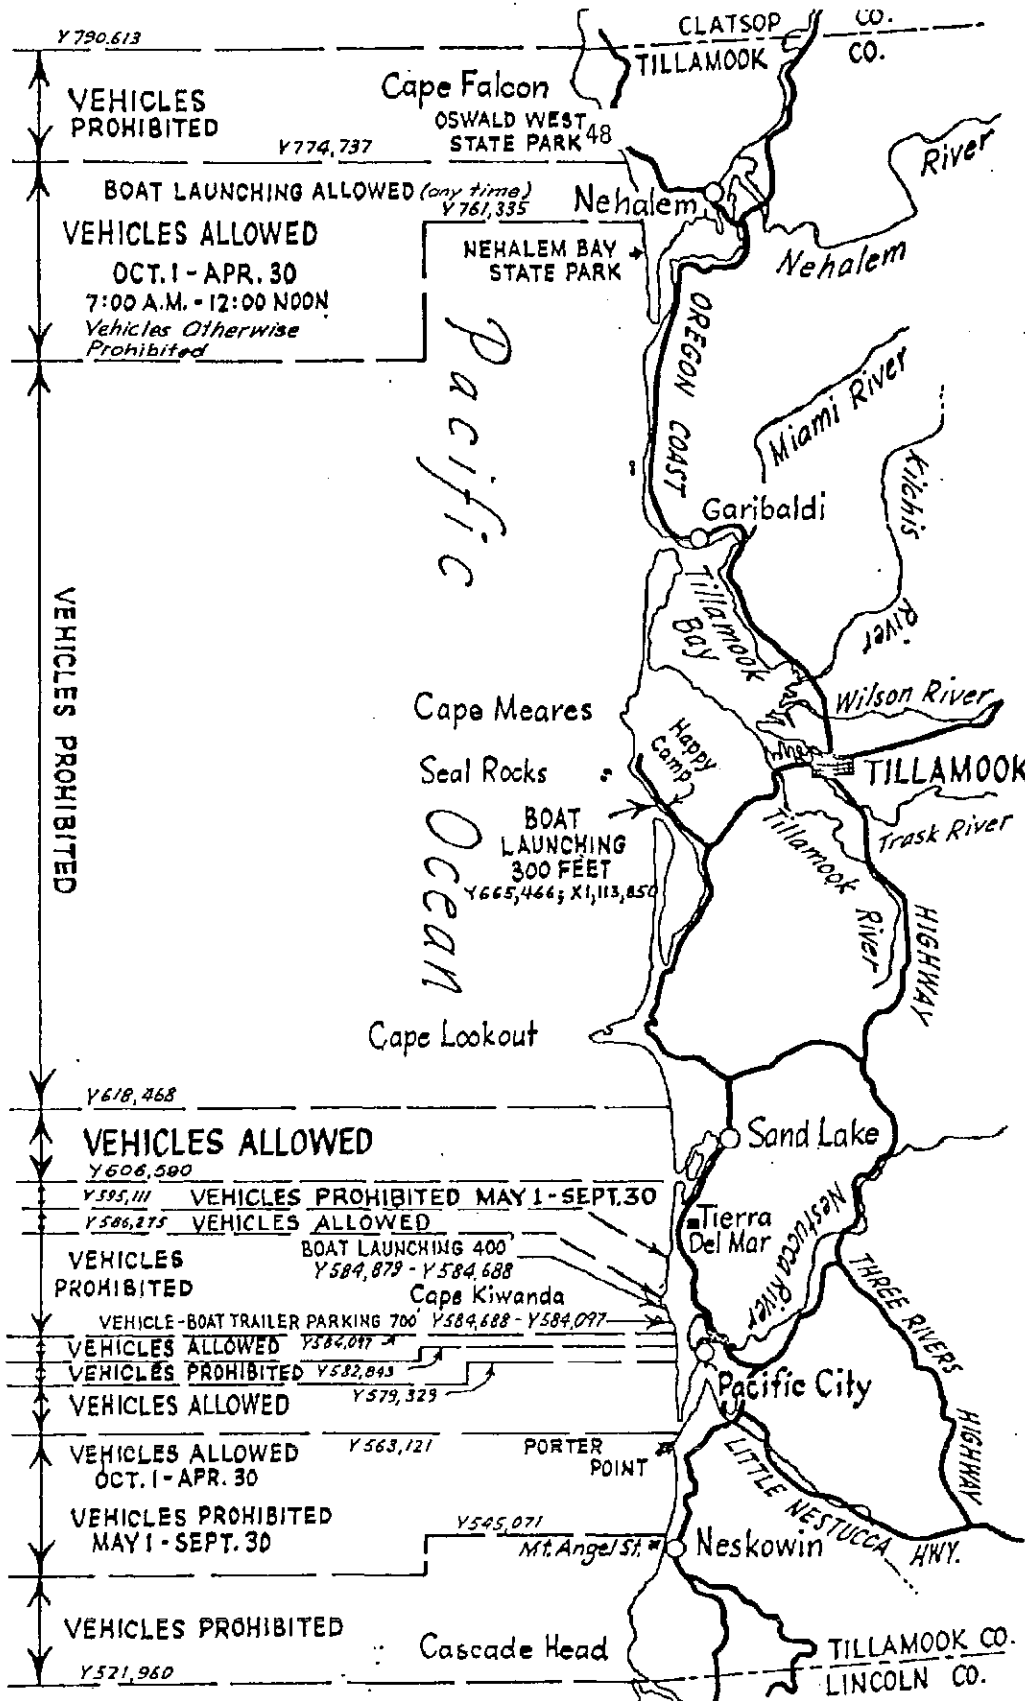 Y790,613
CLATSOP CO.
TILLAMOOK CO.
VEHICLES
PROHIBITED
Cape Falcon
OSWALD WEST
STATE PARK
48
Y774,737
River
BOAT LAUNCHING ALLOWED (any time)
Y761,335
Nehalem
VEHICLES ALLOWED
OCT. 1 - APR. 30
7:00 A.M. - 12:00 NOON
Vehicles Otherwise
Prohibited
NEHALEM BAY
STATE PARK
Nehalem
Pacific
OREGON COAST
Miami River
Kilchis
River
Garibaldi
Tillamook
Bay
VEHICLES PROHIBITED
Cape Meares
Wilson River
Happy
Camp
Seal Rocks
TILLAMOOK
BOAT
LAUNCHING
300 FEET
Y665,466; X1,113,850
Trask River
Tillamook
River
Ocean
HIGHWAY
Cape Lookout
Y618,468
VEHICLES ALLOWED
Sand Lake
Y606,580
Y595,111 VEHICLES PROHIBITED MAY 1 - SEPT. 30
Y586,275 VEHICLES ALLOWED
Tierra
Del Mar
Nestucca River
VEHICLES
PROHIBITED
BOAT LAUNCHING 400'
Y584,879 - Y584,688
Cape Kiwanda
THREE RIVERS
HIGHWAY
VEHICLE-BOAT TRAILER PARKING 700' Y584,688 - Y584,097
VEHICLES ALLOWED Y584,097
VEHICLES PROHIBITED Y582,843
Y579,329
VEHICLES ALLOWED
Pacific City
Y563,121
VEHICLES ALLOWED
OCT. 1 - APR. 30
PORTER
POINT
LITTLE NESTUCCA HWY.
VEHICLES PROHIBITED
MAY 1 - SEPT. 30
Y545,071
Mt. Angel St.
Neskowin
VEHICLES PROHIBITED
Cascade Head
Y521,960
TILLAMOOK CO.
LINCOLN CO.